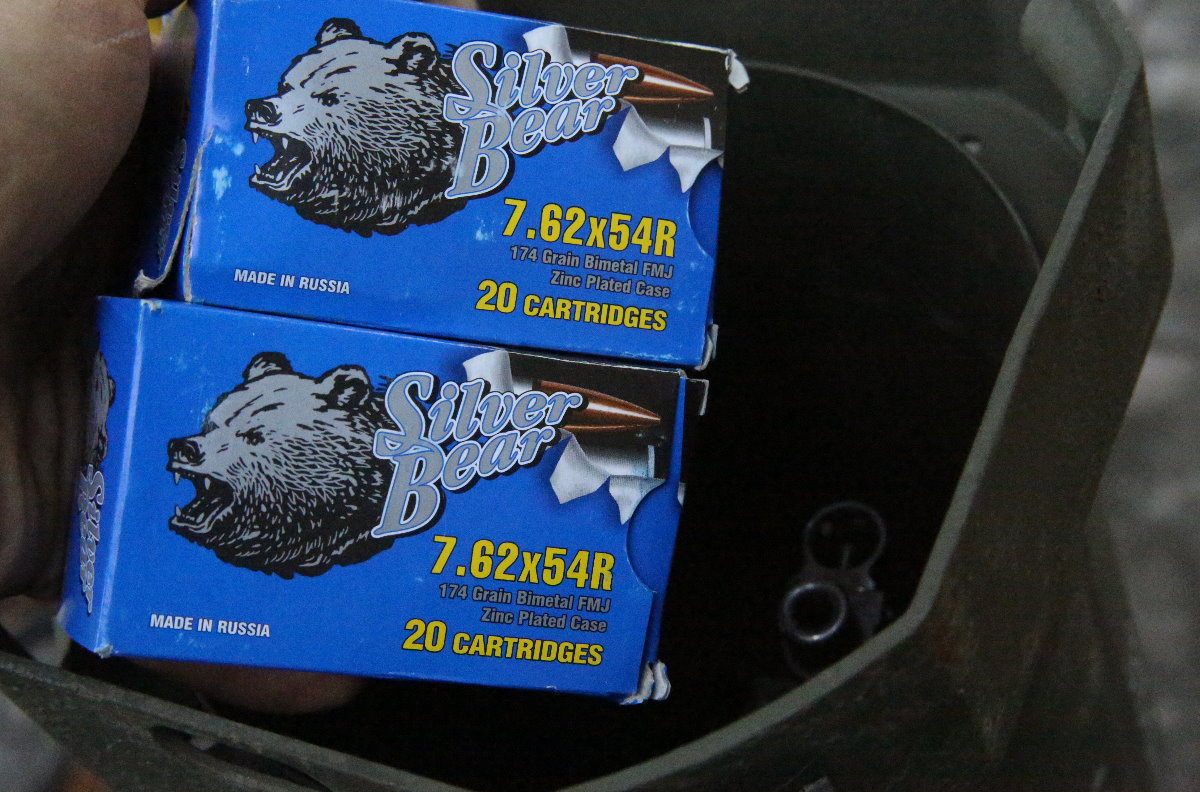 Silver
Bear
7.62x54R
174 Grain Bimetal FMJ
Zinc Plated Case
20 CARTRIDGES
MADE IN RUSSIA
Silver
Bear
7.62x54R
174 Grain Bimetal FMJ
Zinc Plated Case
20 CARTRIDGES
MADE IN RUSSIA
Silver